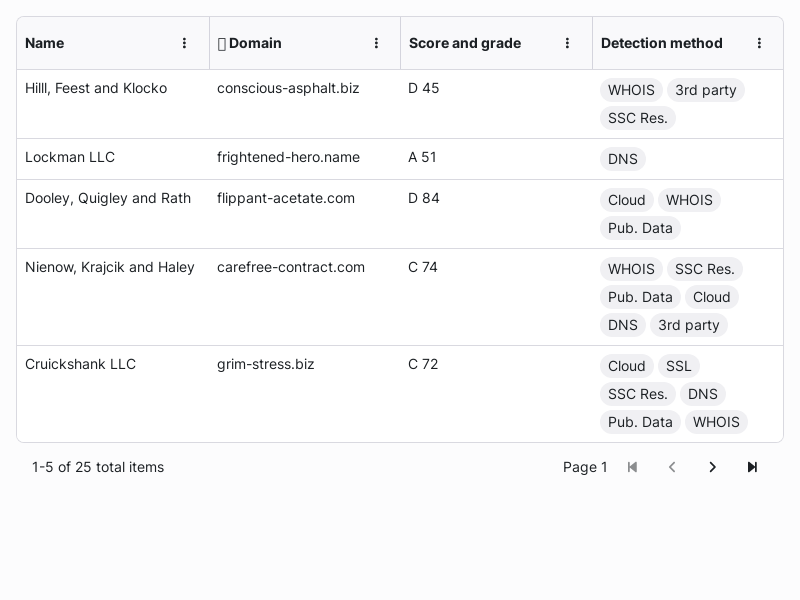 Name Domain Score and grade Detection method
Hilll, Feest and Klocko conscious-asphalt.biz D 45 WHOIS 3rd party
SSC Res.
Lockman LLC frightened-hero.name A 51 DNS
Dooley, Quigley and Rath flippant-acetate.com D 84 Cloud WHOIS
Pub. Data
Nienow, Krajcik and Haley carefree-contract.com C 74 WHOIS SSC Res.
Pub. Data Cloud
DNS 3rd party
Cruickshank LLC grim-stress.biz C 72 Cloud SSL
SSC Res. DNS
Pub. Data WHOIS
1-5 of 25 total items Page 1